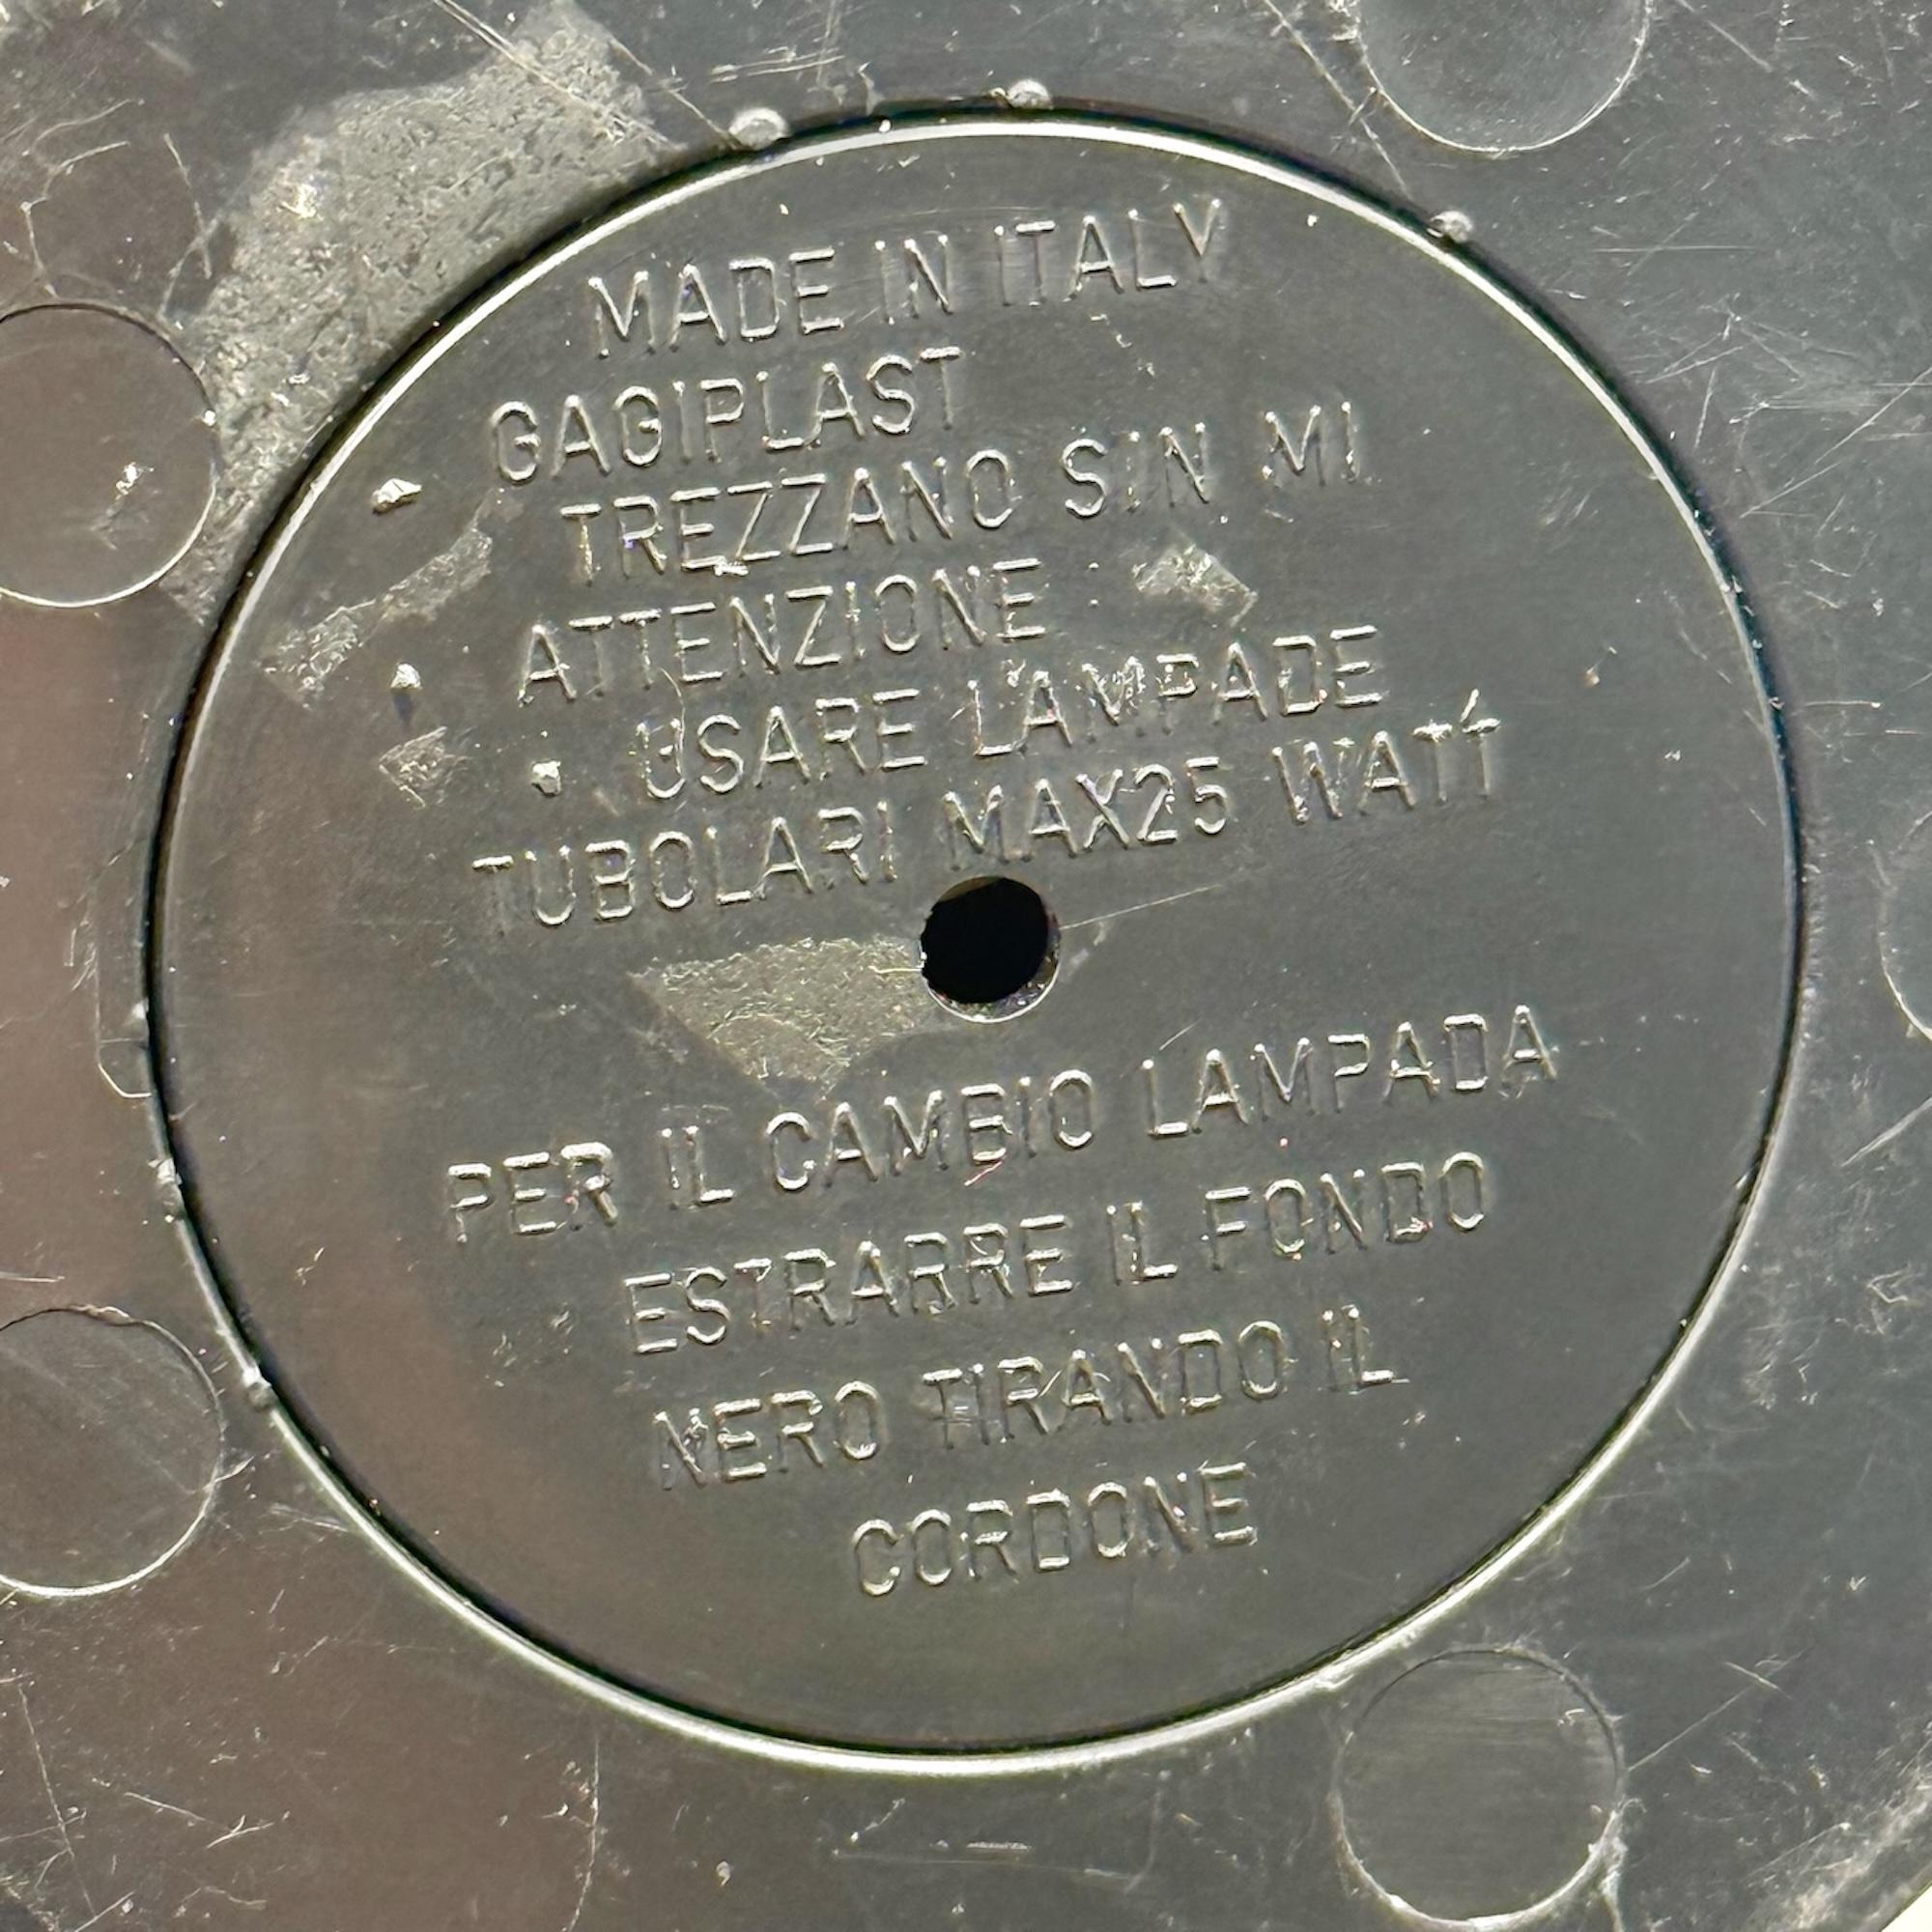 MADE IN ITALY
GAGIPLAST
TREZZANO S/N MI
ATTENZIONE
USARE LAMPADE
TUBOLARI MAX25 WATT
PER IL CAMBIO LAMPADA
ESTRARRE IL FONDO
NERO TIRANDO IL
CORDONE